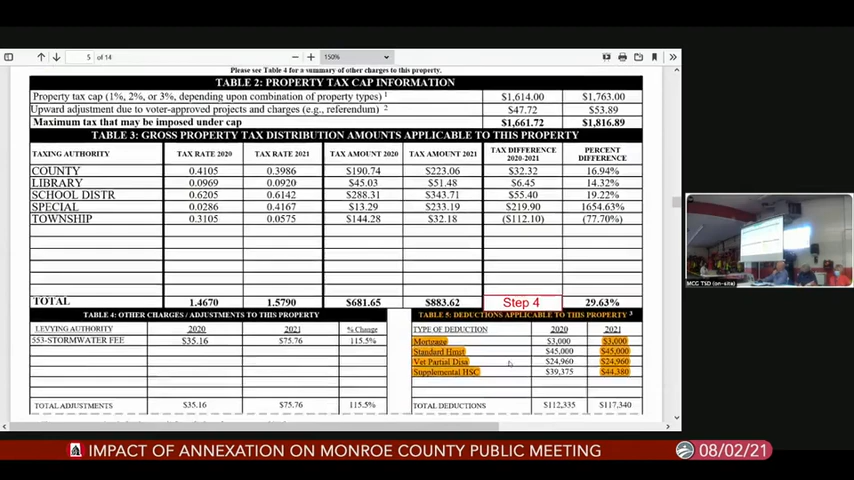 5 of 14
150%
Please see Table 4 for a summary of other charges to this property.
TABLE 2: PROPERTY TAX CAP INFORMATION
Property tax cap (1%, 2%, or 3%, depending upon combination of property types) 1 $1,614.00 $1,763.00
Upward adjustment due to voter-approved projects and charges (e.g., referendum) 2 $47.72 $53.89
Maximum tax that may be imposed under cap $1,661.72 $1,816.89
TABLE 3: GROSS PROPERTY TAX DISTRIBUTION AMOUNTS APPLICABLE TO THIS PROPERTY
TAXING AUTHORITY TAX RATE 2020 TAX RATE 2021 TAX AMOUNT 2020 TAX AMOUNT 2021 TAX DIFFERENCE 2020-2021 PERCENT DIFFERENCE
COUNTY 0.4105 0.3986 $190.74 $223.06 $32.32 16.94%
LIBRARY 0.0969 0.0920 $45.03 $51.48 $6.45 14.32%
SCHOOL DISTR 0.6205 0.6142 $288.31 $343.71 $55.40 19.22%
SPECIAL 0.0286 0.4167 $13.29 $233.19 $219.90 1654.63%
TOWNSHIP 0.3105 0.0575 $144.28 $32.18 ($112.10) (77.70%)
TOTAL 1.4670 1.5790 $681.65 $883.62 Step 4 29.63%
TABLE 4: OTHER CHARGES / ADJUSTMENTS TO THIS PROPERTY
LEVYING AUTHORITY 2020 2021 % Change
553-STORMWATER FEE $35.16 $75.76 115.5%
TOTAL ADJUSTMENTS $35.16 $75.76 115.5%
TABLE 5: DEDUCTIONS APPLICABLE TO THIS PROPERTY 3
TYPE OF DEDUCTION 2020 2021
Mortgage $3,000 $3,000
Standard Hmst $45,000 $45,000
Vet Partial Disa $24,960 $24,960
Supplemental HSC $39,375 $44,380
TOTAL DEDUCTIONS $112,335 $117,340
MCG TSD (on-site)
IMPACT OF ANNEXATION ON MONROE COUNTY PUBLIC MEETING
08/02/21